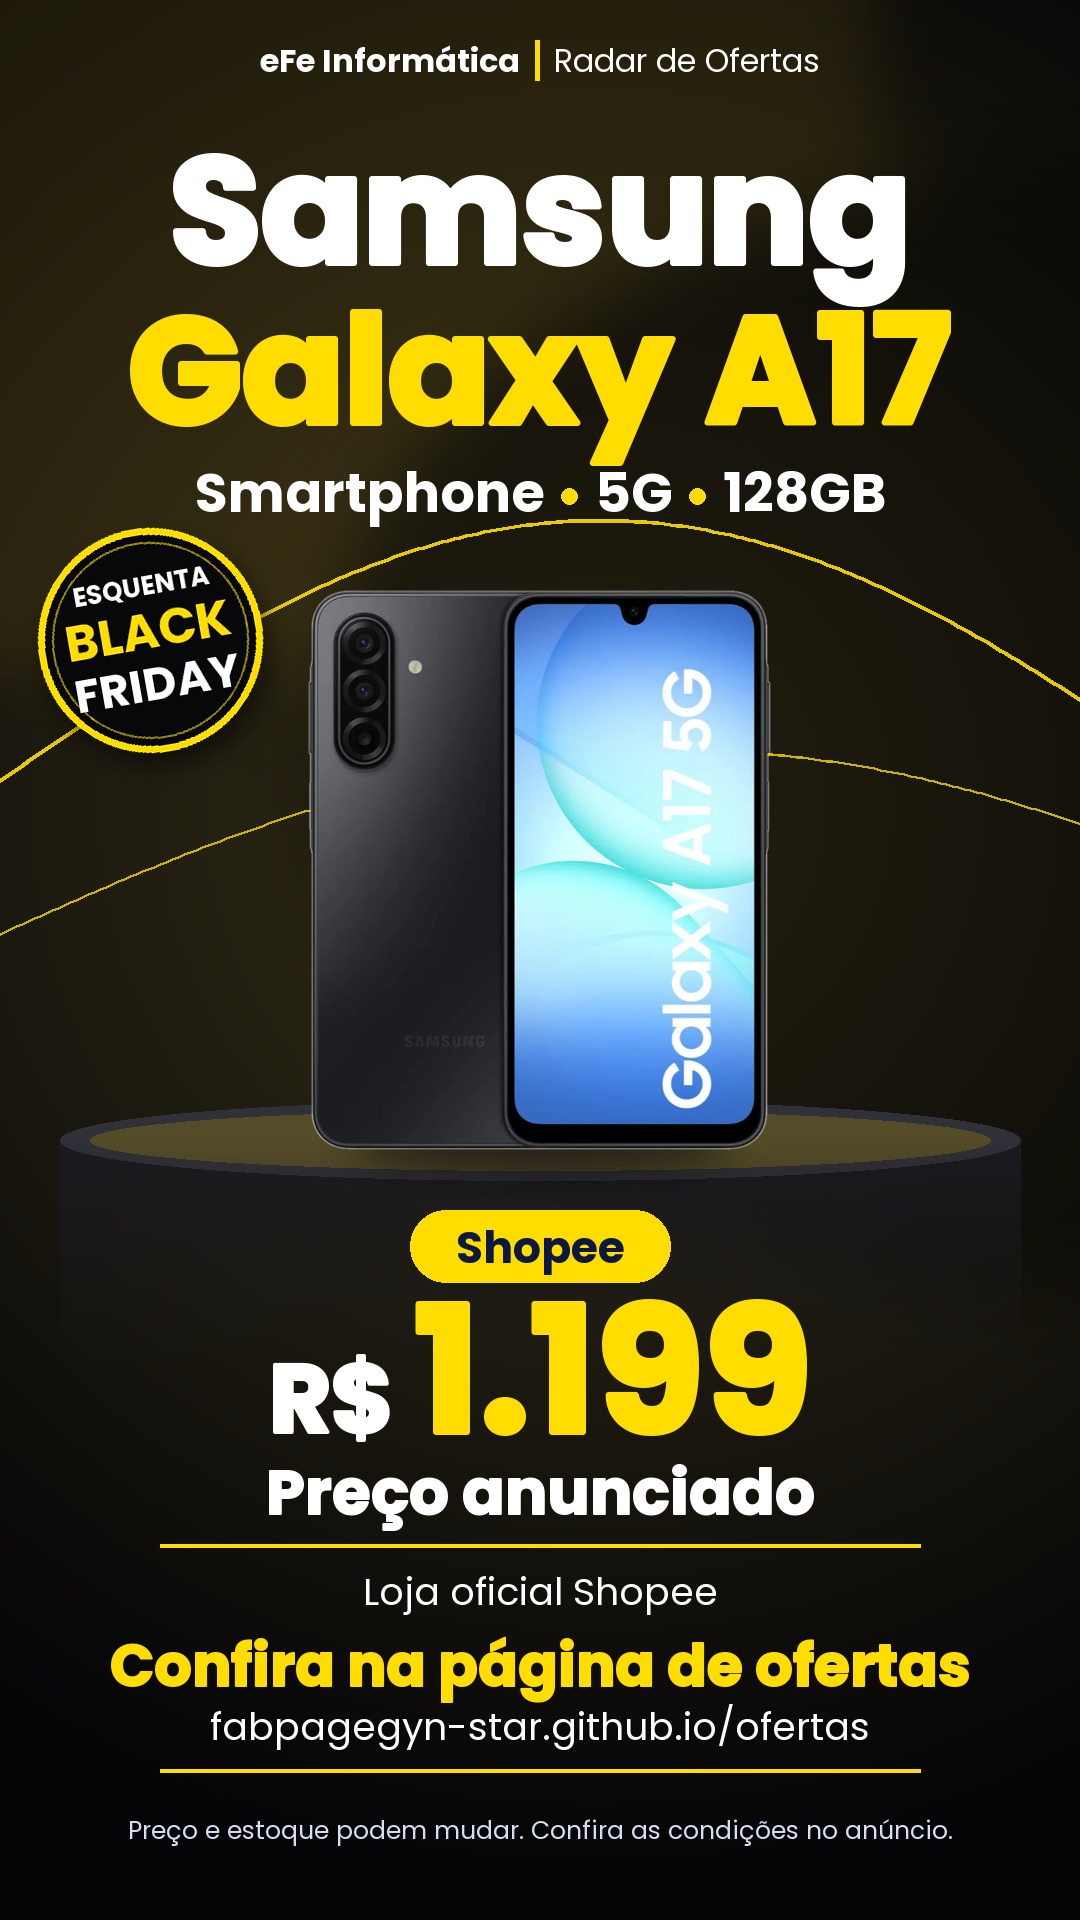 eFe Informática | Radar de Ofertas
Samsung
Galaxy A17
Smartphone • 5G • 128GB
ESQUENTA
BLACK
FRIDAY
Galaxy A17 5G
SAMSUNG
Shopee
R$ 1.199
Preço anunciado
Loja oficial Shopee
Confira na página de ofertas
fabpagegyn-star.github.io/ofertas
Preço e estoque podem mudar. Confira as condições no anúncio.